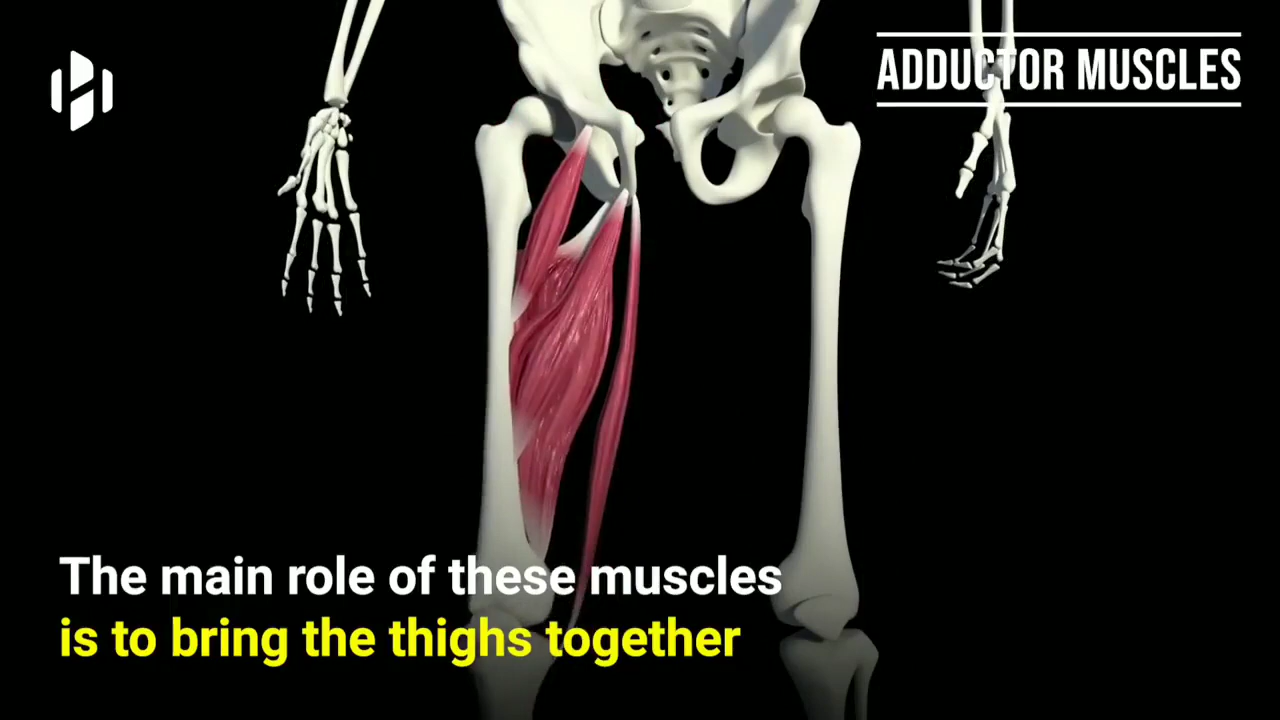 ADDUCTOR MUSCLES
The main role of these muscles
is to bring the thighs together